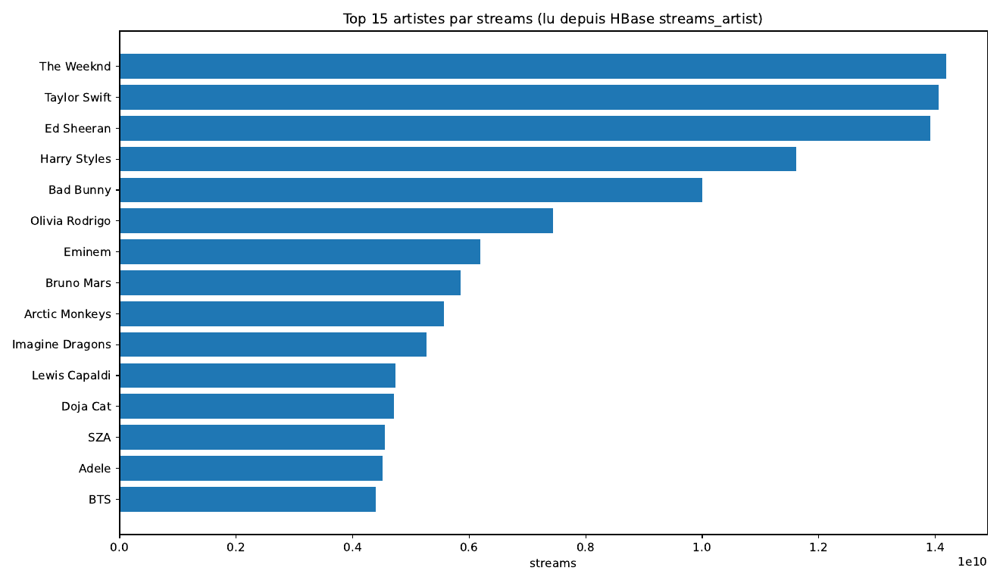 Top 15 artistes par streams (lu depuis HBase streams_artist)
The Weeknd
Taylor Swift
Ed Sheeran
Harry Styles
Bad Bunny
Olivia Rodrigo
Eminem
Bruno Mars
Arctic Monkeys
Imagine Dragons
Lewis Capaldi
Doja Cat
SZA
Adele
BTS
0.0 0.2 0.4 0.6 0.8 1.0 1.2 1.4
1e10
streams